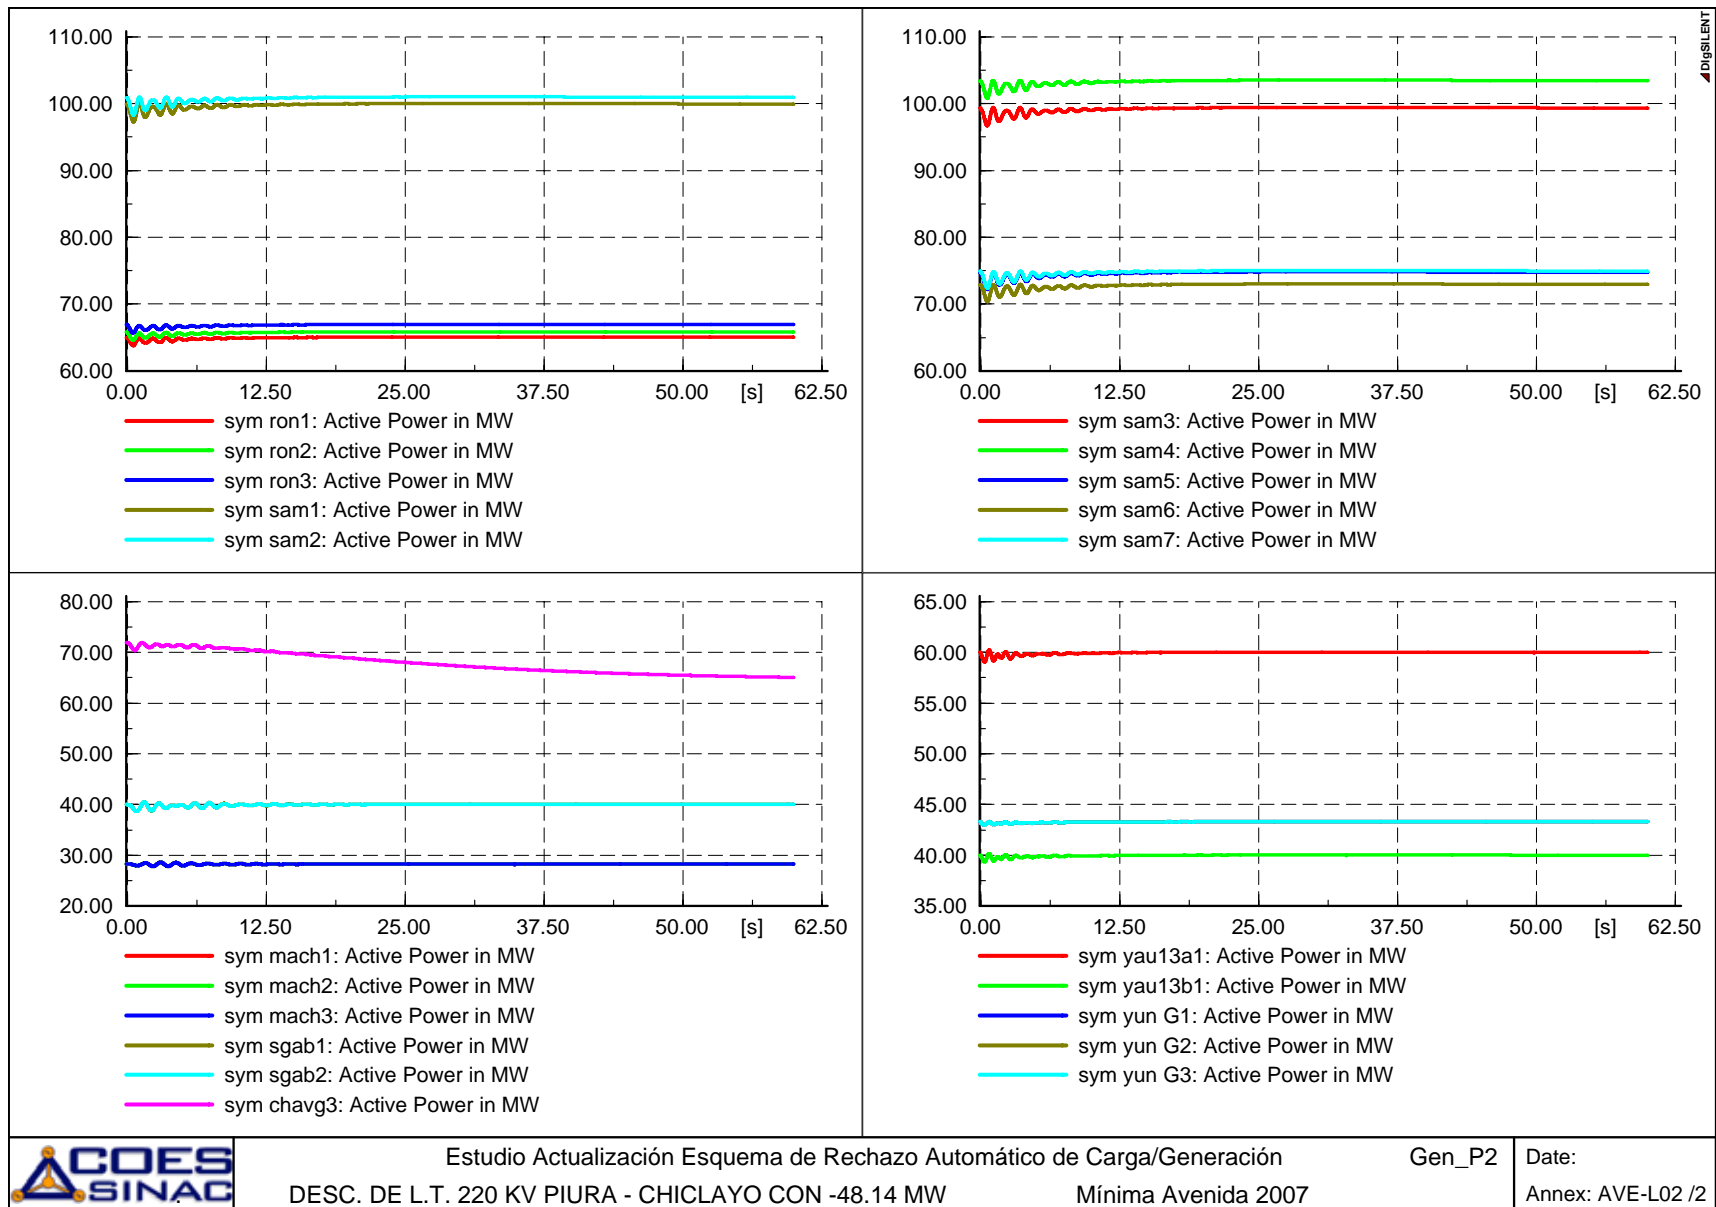 110.00
100.00
90.00
80.00
70.00
60.00
0.00 12.50 25.00 37.50 50.00 [s] 62.50
sym ron1: Active Power in MW
sym ron2: Active Power in MW
sym ron3: Active Power in MW
sym sam1: Active Power in MW
sym sam2: Active Power in MW
110.00
100.00
90.00
80.00
70.00
60.00
0.00 12.50 25.00 37.50 50.00 [s] 62.50
sym sam3: Active Power in MW
sym sam4: Active Power in MW
sym sam5: Active Power in MW
sym sam6: Active Power in MW
sym sam7: Active Power in MW
DIgSILENT
80.00
70.00
60.00
50.00
40.00
30.00
20.00
0.00 12.50 25.00 37.50 50.00 [s] 62.50
sym mach1: Active Power in MW
sym mach2: Active Power in MW
sym mach3: Active Power in MW
sym sgab1: Active Power in MW
sym sgab2: Active Power in MW
sym chavg3: Active Power in MW
65.00
60.00
55.00
50.00
45.00
40.00
35.00
0.00 12.50 25.00 37.50 50.00 [s] 62.50
sym yau13a1: Active Power in MW
sym yau13b1: Active Power in MW
sym yun G1: Active Power in MW
sym yun G2: Active Power in MW
sym yun G3: Active Power in MW
COES
SINAC
Estudio Actualización Esquema de Rechazo Automático de Carga/Generación Gen_P2
DESC. DE L.T. 220 KV PIURA - CHICLAYO CON -48.14 MW Mínima Avenida 2007
Date:
Annex: AVE-L02 /2